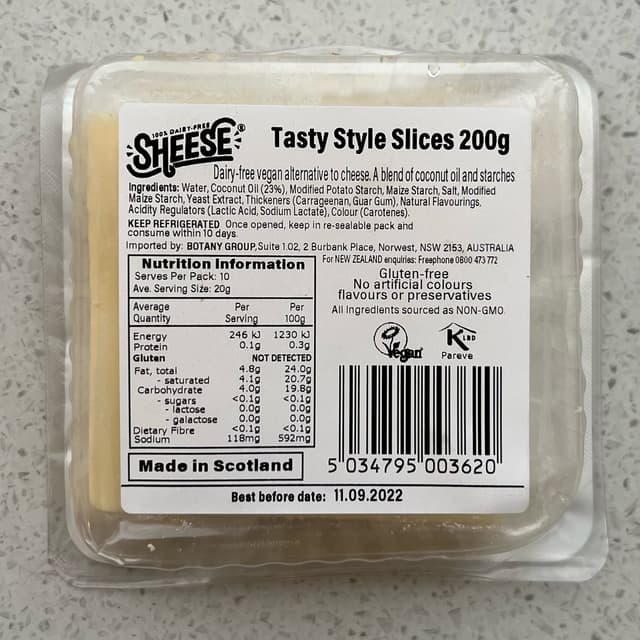 100% DAIRY-FREE
SHEESE®
Tasty Style Slices 200g
Dairy-free vegan alternative to cheese. A blend of coconut oil and starches
Ingredients: Water, Coconut Oil (23%), Modified Potato Starch, Maize Starch, Salt, Modified
Maize Starch, Yeast Extract, Thickeners (Carrageenan, Guar Gum), Natural Flavourings,
Acidity Regulators (Lactic Acid, Sodium Lactate), Colour (Carotenes).
KEEP REFRIGERATED Once opened, keep in re-sealable pack and
consume within 10 days.
Imported by: BOTANY GROUP, Suite 1.02, 2 Burbank Place, Norwest, NSW 2153, AUSTRALIA
For NEW ZEALAND enquiries: Freephone 0800 473 772
Nutrition Information
Serves Per Pack: 10
Ave. Serving Size: 20g
Average Per Per
Quantity Serving 100g
Energy 246 kJ 1230 kJ
Protein 0.1g 0.3g
Gluten NOT DETECTED
Fat, total 4.8g 24.0g
- saturated 4.1g 20.7g
Carbohydrate 4.0g 19.8g
- sugars <0.1g <0.1g
- lactose 0.0g 0.0g
- galactose 0.0g 0.0g
Dietary Fibre <0.1g <0.1g
Sodium 118mg 592mg
Made in Scotland
Gluten-free
No artificial colours
flavours or preservatives
All Ingredients sourced as NON-GMO.
Vegan
K LBD
Pareve
5 034795 003620
Best before date: 11.09.2022